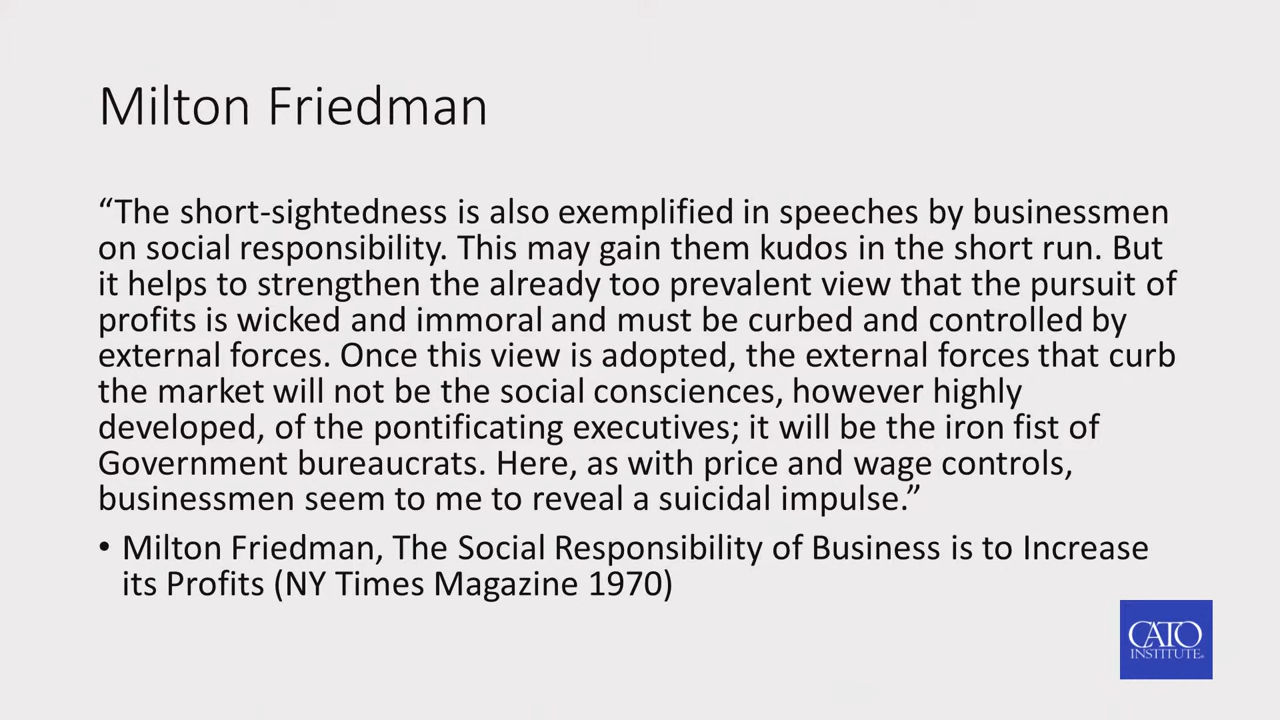 Milton Friedman
“The short-sightedness is also exemplified in speeches by businessmen
on social responsibility. This may gain them kudos in the short run. But
it helps to strengthen the already too prevalent view that the pursuit of
profits is wicked and immoral and must be curbed and controlled by
external forces. Once this view is adopted, the external forces that curb
the market will not be the social consciences, however highly
developed, of the pontificating executives; it will be the iron fist of
Government bureaucrats. Here, as with price and wage controls,
businessmen seem to me to reveal a suicidal impulse.”
• Milton Friedman, The Social Responsibility of Business is to Increase
its Profits (NY Times Magazine 1970)
CATO
INSTITUTE